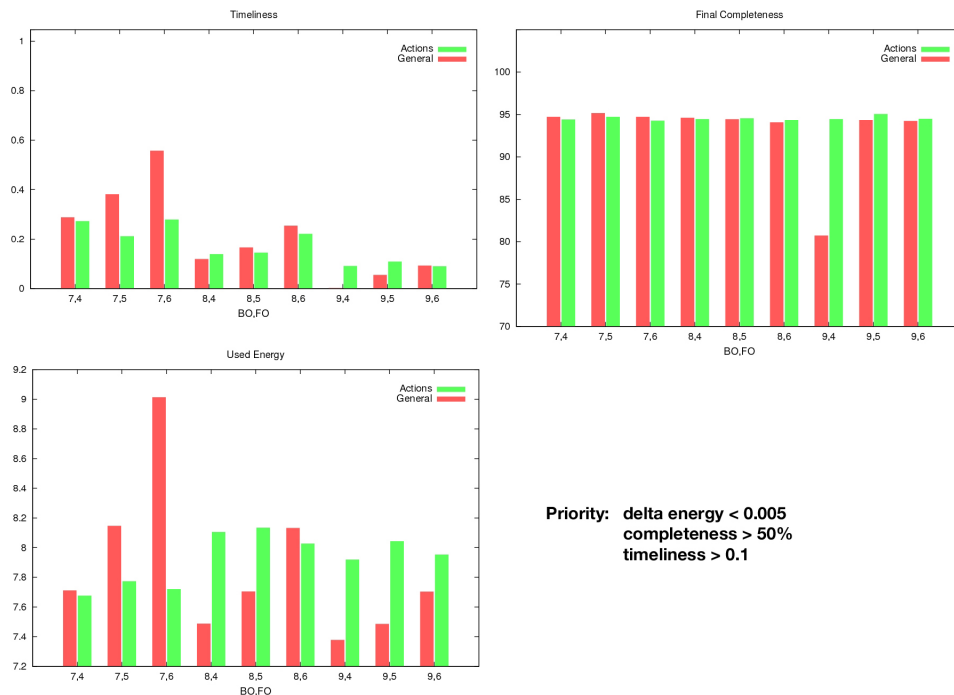 Timeliness
1
0.8
0.6
0.4
0.2
0
Actions
General
7,4 7,5 7,6 8,4 8,5 8,6 9,4 9,5 9,6
BO,FO
Final Completeness
100
95
90
85
80
75
70
Actions
General
7,4 7,5 7,6 8,4 8,5 8,6 9,4 9,5 9,6
BO,FO
Used Energy
9.2
9
8.8
8.6
8.4
8.2
8
7.8
7.6
7.4
7.2
Actions
General
7,4 7,5 7,6 8,4 8,5 8,6 9,4 9,5 9,6
BO,FO
Priority: delta energy < 0.005
completeness > 50%
timeliness > 0.1